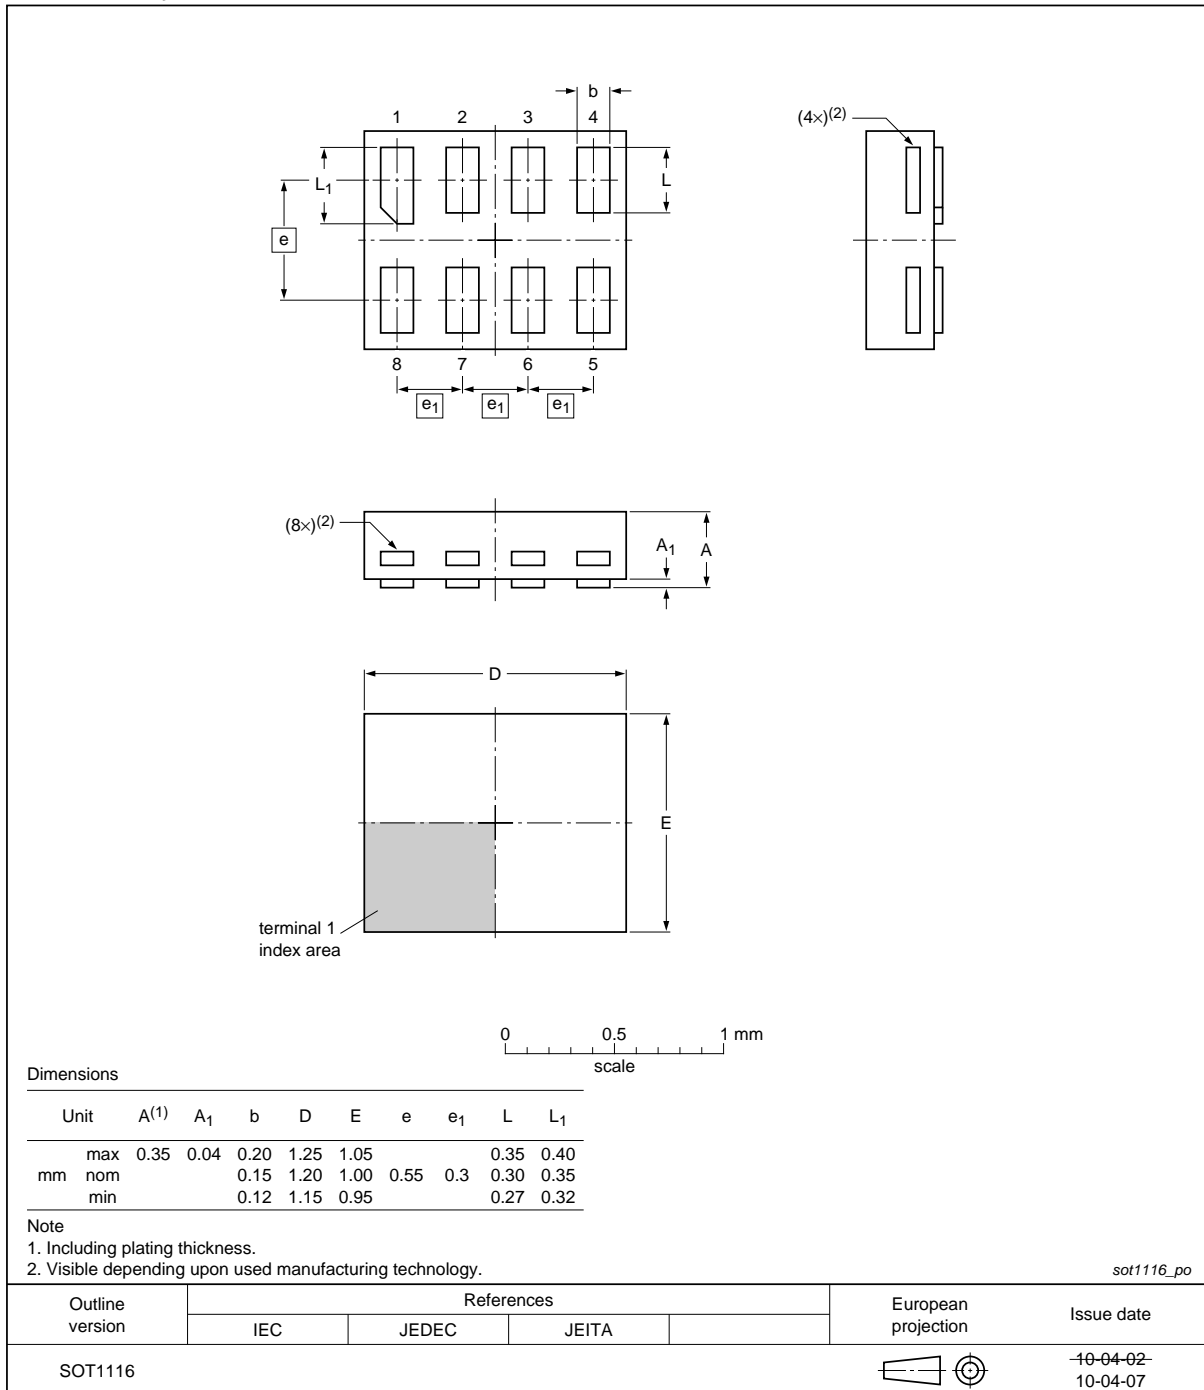 b
1 2 3 4
(4×)(2)
L1
L
e
8 7 6 5
e1 e1 e1
(8×)(2)
A1
A
D
E
terminal 1
index area
0 0.5 1 mm
scale
Dimensions
Unit A(1) A1 b D E e e1 L L1
max 0.35 0.04 0.20 1.25 1.05 0.35 0.40
mm nom 0.15 1.20 1.00 0.55 0.3 0.30 0.35
min 0.12 1.15 0.95 0.27 0.32
Note
1. Including plating thickness.
2. Visible depending upon used manufacturing technology.
sot1116_po
Outline version
References
European projection
Issue date
IEC JEDEC JEITA
SOT1116
10-04-02
10-04-07